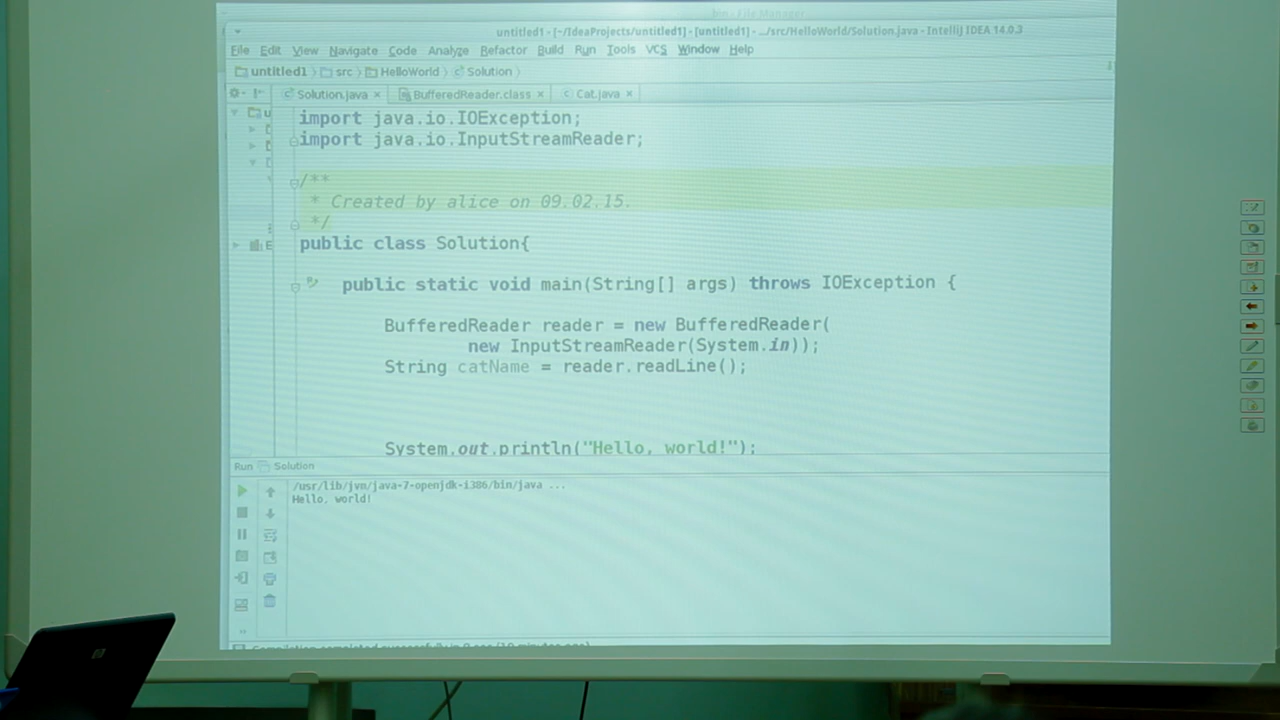 bin - File Manager
untitled1 - [~/IdeaProjects/untitled1] - [untitled1] - .../src/HelloWorld/Solution.java - IntelliJ IDEA 14.0.3
File Edit View Navigate Code Analyze Refactor Build Run Tools VCS Window Help
untitled1 src HelloWorld Solution
Solution.java × BufferedReader.class × Cat.java ×
import java.io.IOException;
import java.io.InputStreamReader;
/**
* Created by alice on 09.02.15.
*/
public class Solution{
public static void main(String[] args) throws IOException {
BufferedReader reader = new BufferedReader(
new InputStreamReader(System.in));
String catName = reader.readLine();
System.out.println("Hello, world!");
Run Solution
/usr/lib/jvm/java-7-openjdk-i386/bin/java ...
Hello, world!
hp